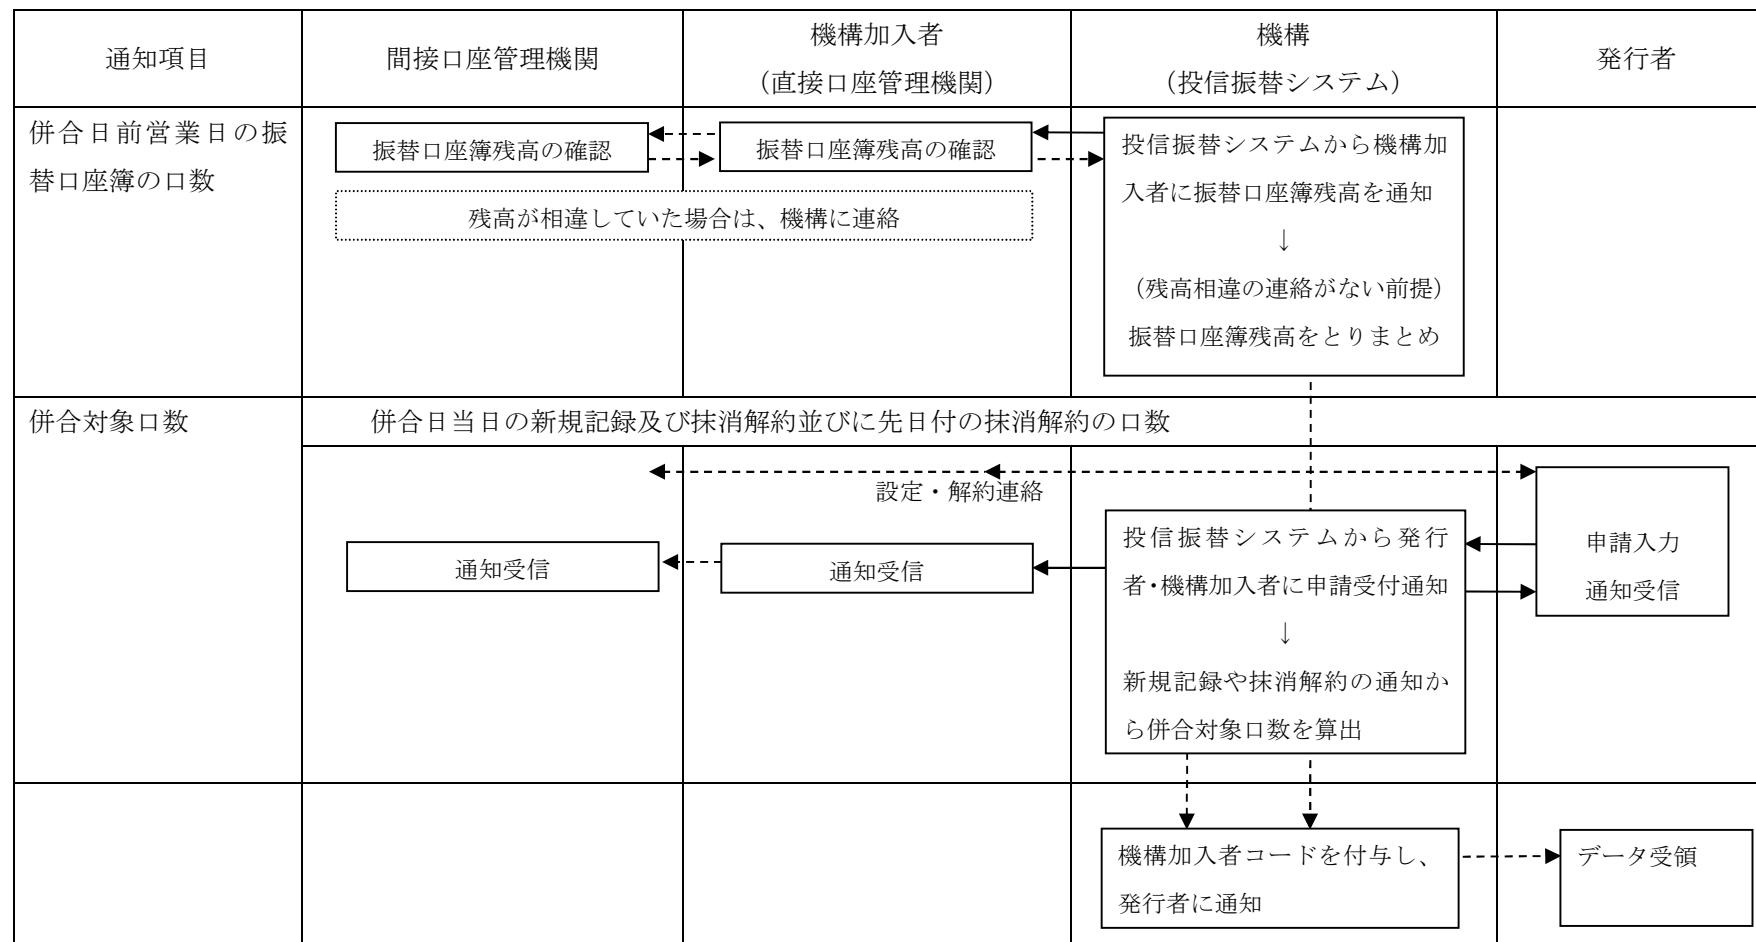 通知項目
間接口座管理機関
機構加入者
（直接口座管理機関）
機構
（投信振替システム）
発行者
併合日前営業日の振
替口座簿の口数
振替口座簿残高の確認
振替口座簿残高の確認
残高が相違していた場合は、機構に連絡
投信振替システムから機構加
入者に振替口座簿残高を通知
↓
（残高相違の連絡がない前提）
振替口座簿残高をとりまとめ
併合対象口数
併合日当日の新規記録及び抹消解約並びに先日付の抹消解約の口数
設定・解約連絡
通知受信
通知受信
投信振替システムから発行
者・機構加入者に申請受付通知
↓
新規記録や抹消解約の通知か
ら併合対象口数を算出
申請入力
通知受信
機構加入者コードを付与し、
発行者に通知
データ受領